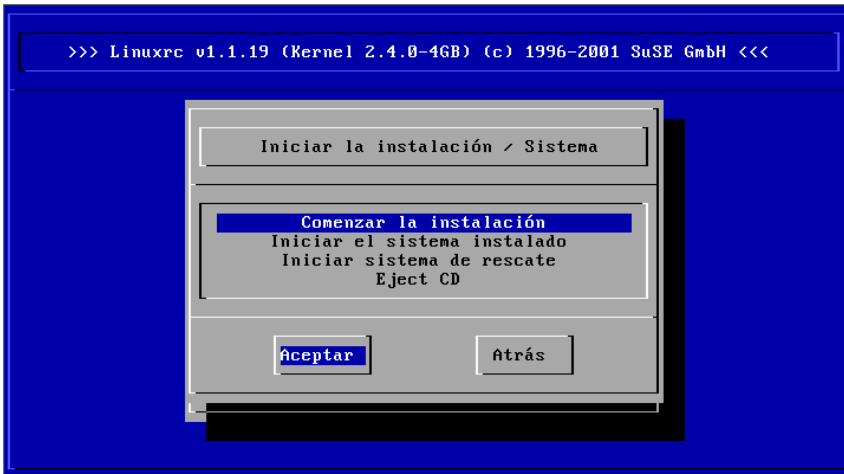 >>> Linuxrc v1.1.19 (Kernel 2.4.0-4GB) (c) 1996-2001 SuSE GmbH <<<
Iniciar la instalación / Sistema
Comenzar la instalación
Iniciar el sistema instalado
Iniciar sistema de rescate
Eject CD
Aceptar
Atrás